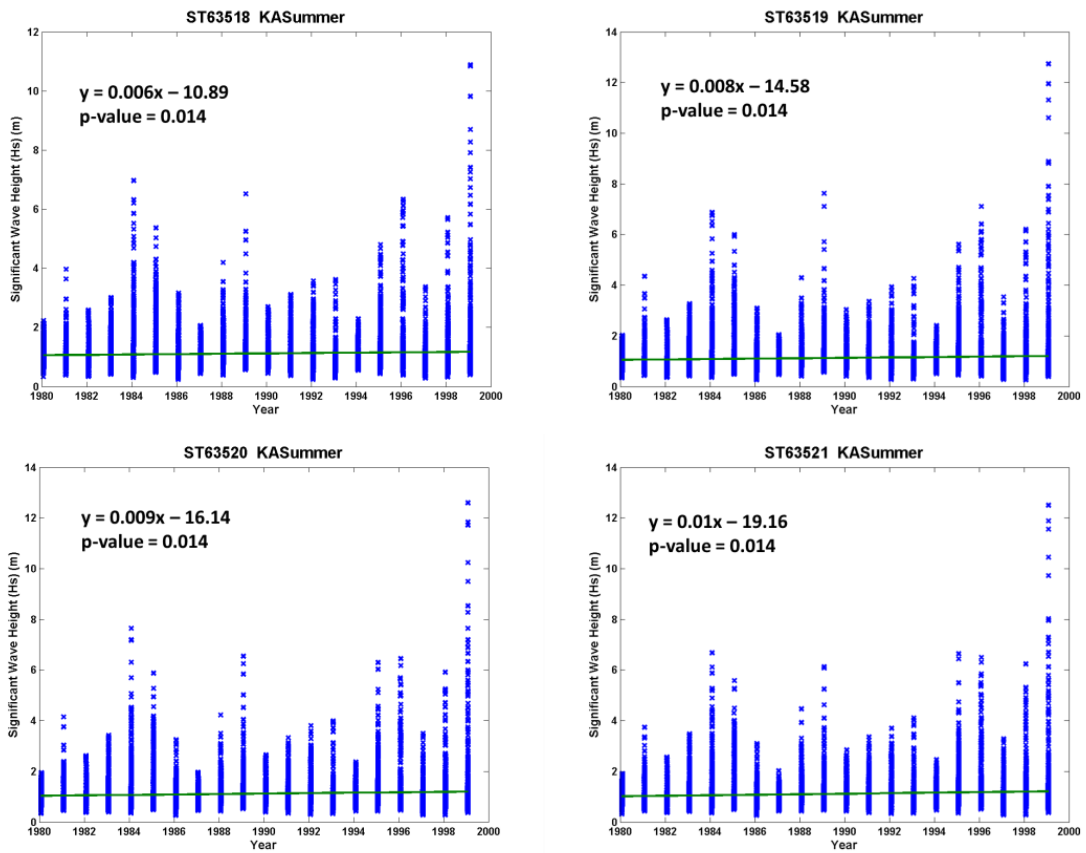 ST63518 KASummer
12
10
8
6
4
2
0
Significant Wave Height (Hs) (m)
y = 0.006x – 10.89
p-value = 0.014
1980 1982 1984 1986 1988 1990 1992 1994 1996 1998 2000
Year
ST63519 KASummer
14
12
10
8
6
4
2
0
Significant Wave Height (Hs) (m)
y = 0.008x – 14.58
p-value = 0.014
1980 1982 1984 1986 1988 1990 1992 1994 1996 1998 2000
Year
ST63520 KASummer
14
12
10
8
6
4
2
0
Significant Wave Height (Hs) (m)
y = 0.009x – 16.14
p-value = 0.014
1980 1982 1984 1986 1988 1990 1992 1994 1996 1998 2000
Year
ST63521 KASummer
14
12
10
8
6
4
2
0
Significant Wave Height (Hs) (m)
y = 0.01x – 19.16
p-value = 0.014
1980 1982 1984 1986 1988 1990 1992 1994 1996 1998 2000
Year